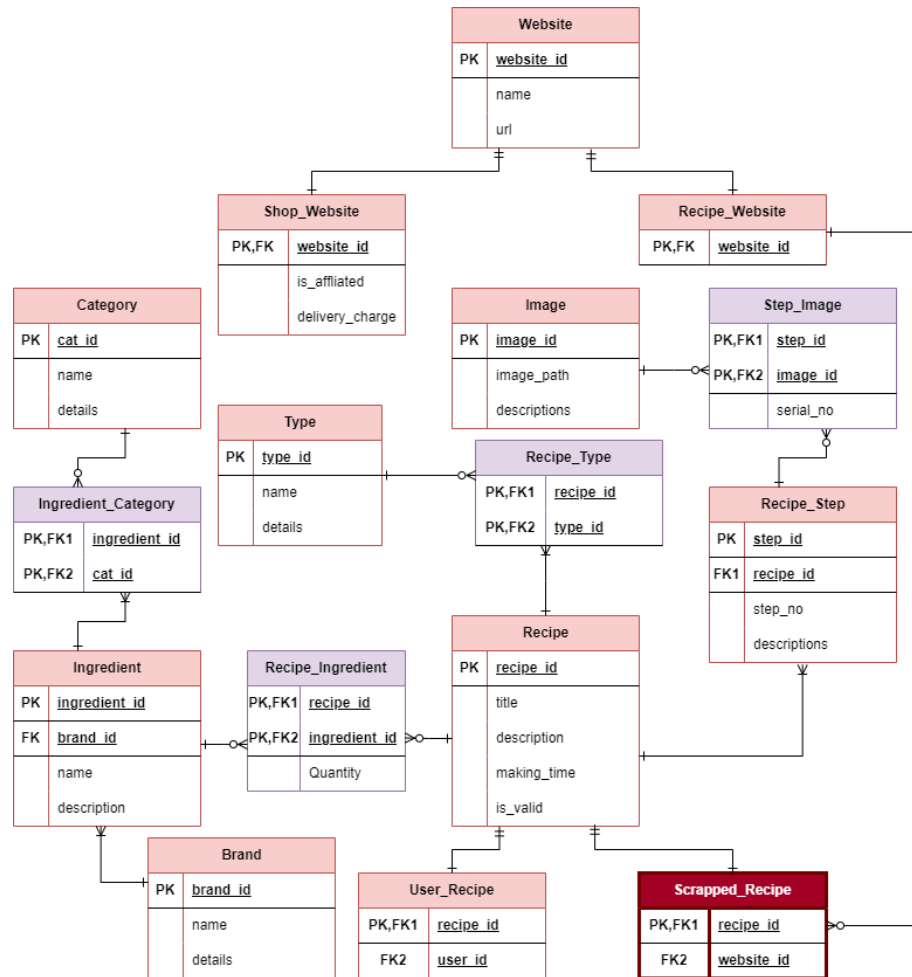 Website
PK website_id
name
url
Shop_Website
PK,FK website_id
is_affliated
delivery_charge
Recipe_Website
PK,FK website_id
Category
PK cat_id
name
details
Image
PK image_id
image_path
descriptions
Step_Image
PK,FK1 step_id
PK,FK2 image_id
serial_no
Type
PK type_id
name
details
Recipe_Type
PK,FK1 recipe_id
PK,FK2 type_id
Ingredient_Category
PK,FK1 ingredient_id
PK,FK2 cat_id
Recipe_Step
PK step_id
FK1 recipe_id
step_no
descriptions
Ingredient
PK ingredient_id
FK brand_id
name
description
Recipe_Ingredient
PK,FK1 recipe_id
PK,FK2 ingredient_id
Quantity
Recipe
PK recipe_id
title
description
making_time
is_valid
Brand
PK brand_id
name
details
User_Recipe
PK,FK1 recipe_id
FK2 user_id
Scrapped_Recipe
PK,FK1 recipe_id
FK2 website_id